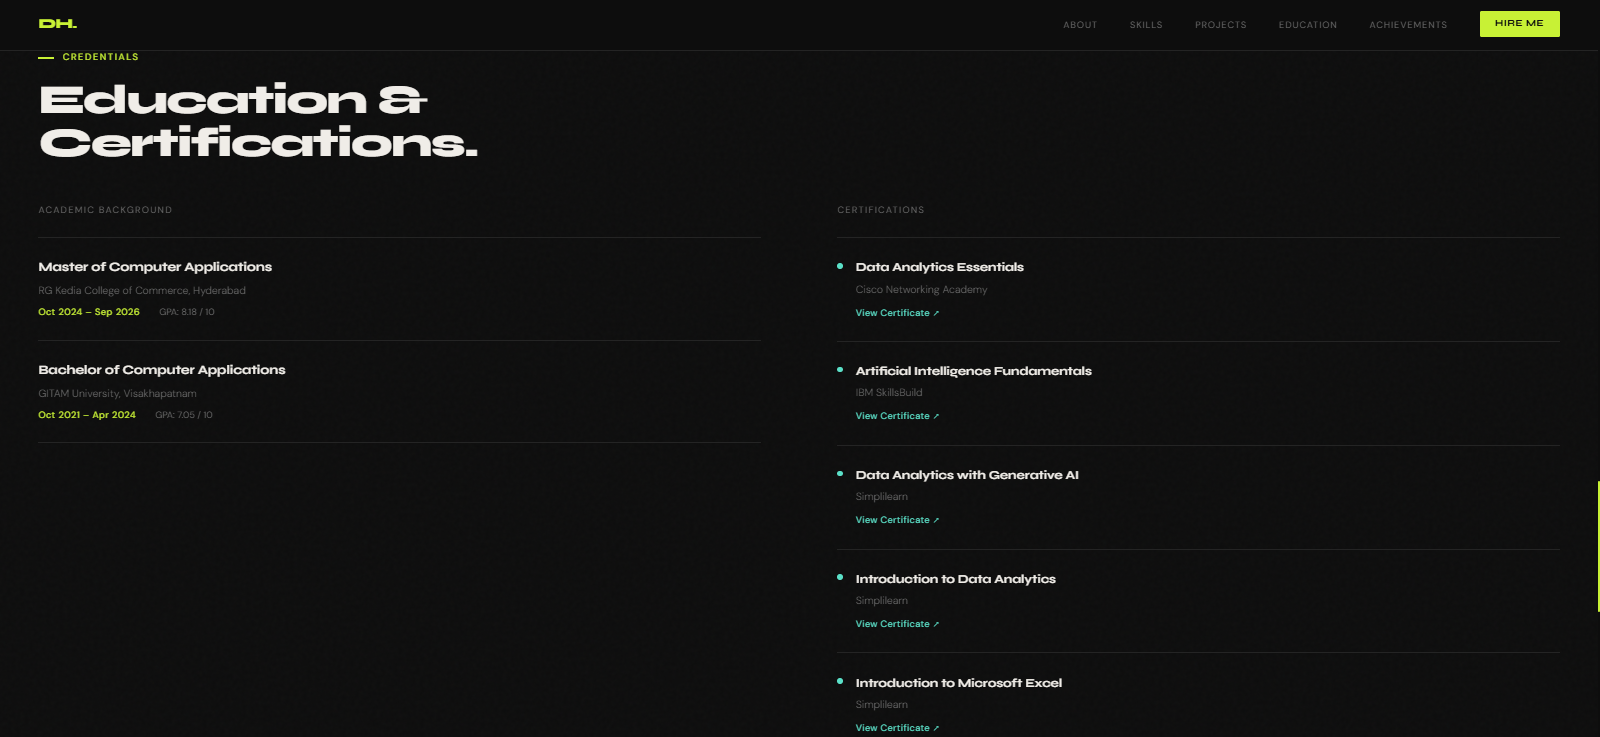 DH.
ABOUT
SKILLS
PROJECTS
EDUCATION
ACHIEVEMENTS
HIRE ME
CREDENTIALS
Education &
Certifications.
ACADEMIC BACKGROUND
Master of Computer Applications
RG Kedia College of Commerce, Hyderabad
Oct 2024 – Sep 2026 GPA: 8.18 / 10
Bachelor of Computer Applications
GITAM University, Visakhapatnam
Oct 2021 – Apr 2024 GPA: 7.05 / 10
CERTIFICATIONS
Data Analytics Essentials
Cisco Networking Academy
View Certificate ↗
Artificial Intelligence Fundamentals
IBM SkillsBuild
View Certificate ↗
Data Analytics with Generative AI
Simplilearn
View Certificate ↗
Introduction to Data Analytics
Simplilearn
View Certificate ↗
Introduction to Microsoft Excel
Simplilearn
View Certificate ↗